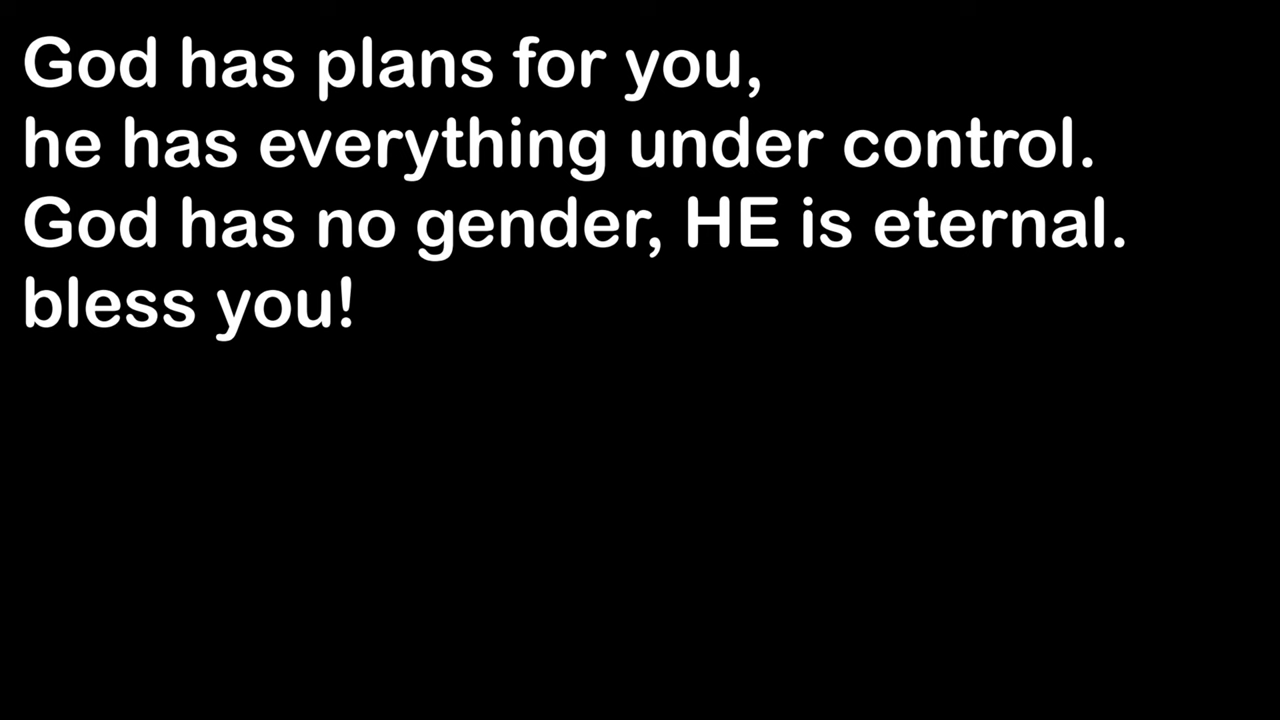 God has plans for you,
he has everything under control.
God has no gender, HE is eternal.
bless you!